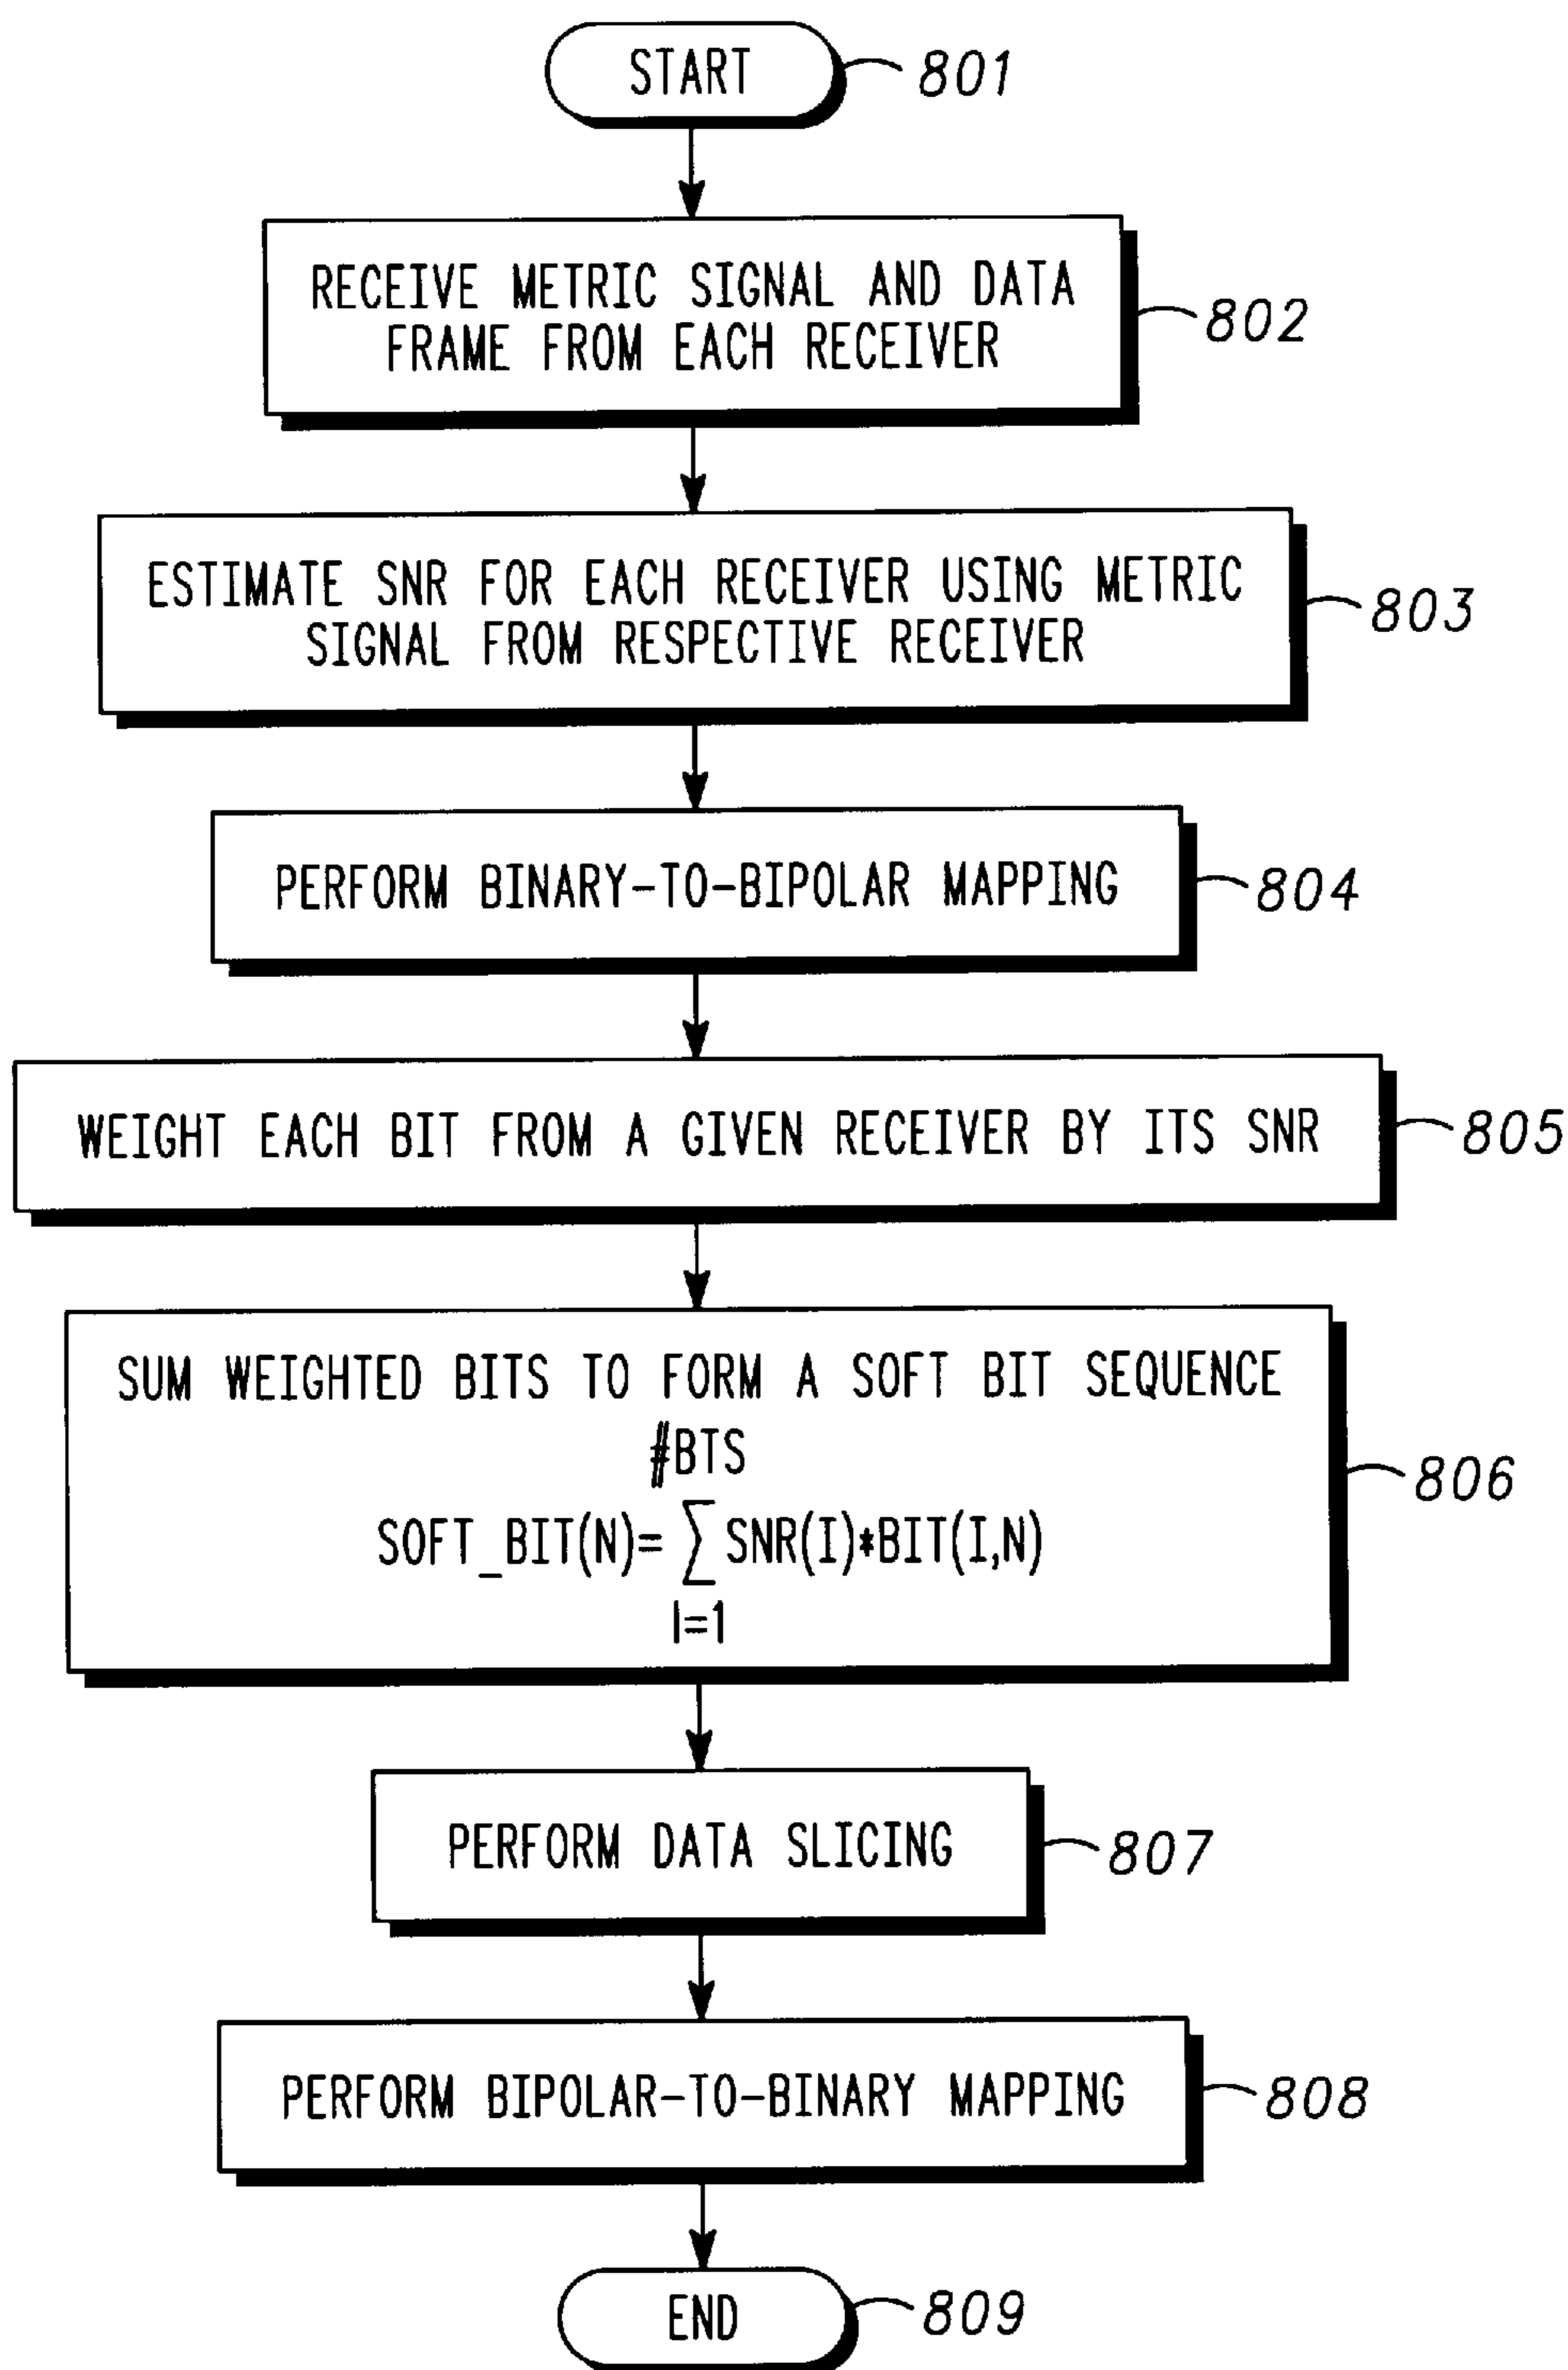 START
801
RECEIVE METRIC SIGNAL AND DATA
FRAME FROM EACH RECEIVER
802
ESTIMATE SNR FOR EACH RECEIVER USING METRIC
SIGNAL FROM RESPECTIVE RECEIVER
803
PERFORM BINARY-TO-BIPOLAR MAPPING
804
WEIGHT EACH BIT FROM A GIVEN RECEIVER BY ITS SNR
805
SUM WEIGHTED BITS TO FORM A SOFT BIT SEQUENCE
#BTS
SOFT_BIT(N)= ∑ SNR(I)*BIT(I,N)
I=1
806
PERFORM DATA SLICING
807
PERFORM BIPOLAR-TO-BINARY MAPPING
808
END
809